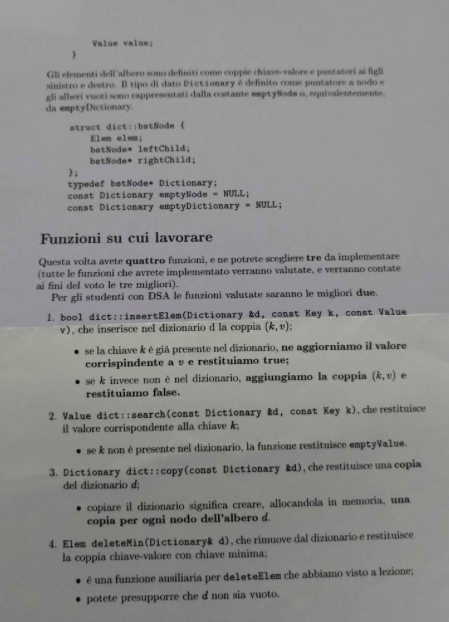 Value value;
}
Gli elementi dell'albero sono definiti come coppie chiave-valore e puntatori ai figli
sinistro e destro. Il tipo di dato Dictionary è definito come puntatore a nodo e
gli alberi vuoti sono rappresentati dalla costante emptyNode o, equivalentemente,
da emptyDictionary.
struct dict::bstNode {
Elem elem;
bstNode* leftChild;
bstNode* rightChild;
};
typedef bstNode* Dictionary;
const Dictionary emptyNode = NULL;
const Dictionary emptyDictionary = NULL;
Funzioni su cui lavorare
Questa volta avete quattro funzioni, e ne potrete scegliere tre da implementare
(tutte le funzioni che avrete implementato verranno valutate, e verranno contate
ai fini del voto le tre migliori).
Per gli studenti con DSA le funzioni valutate saranno le migliori due.
1. bool dict::insertElem(Dictionary &d, const Key k, const Value
v), che inserisce nel dizionario d la coppia (k, v);
• se la chiave k è già presente nel dizionario, ne aggiorniamo il valore
corrispindente a v e restituiamo true;
• se k invece non è nel dizionario, aggiungiamo la coppia (k, v) e
restituiamo false.
2. Value dict::search(const Dictionary &d, const Key k), che restituisce
il valore corrispondente alla chiave k;
• se k non è presente nel dizionario, la funzione restituisce emptyValue.
3. Dictionary dict::copy(const Dictionary &d), che restituisce una copia
del dizionario d;
• copiare il dizionario significa creare, allocandola in memoria, una
copia per ogni nodo dell'albero d.
4. Elem deleteMin(Dictionary& d), che rimuove dal dizionario e restituisce
la coppia chiave-valore con chiave minima;
• è una funzione ausiliaria per deleteElem che abbiamo visto a lezione;
• potete presupporre che d non sia vuoto.